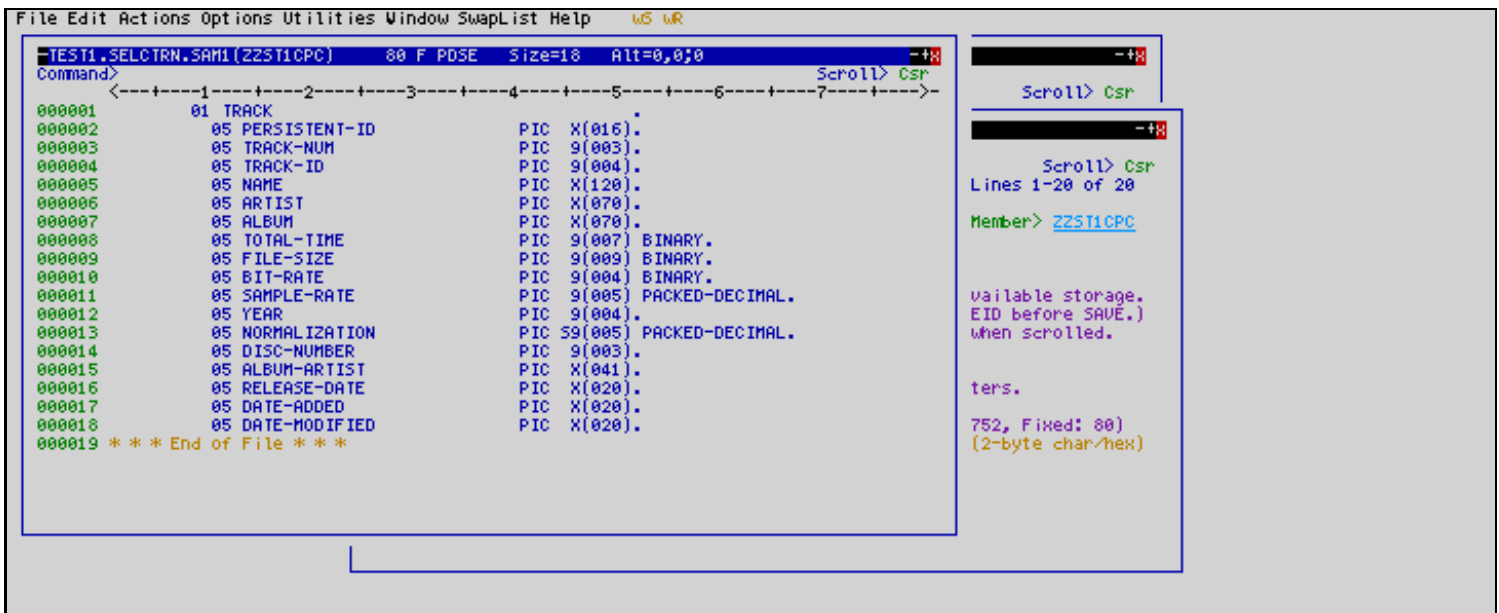 File Edit Actions Options Utilities Window SwapList Help    wS wR
-TEST1.SELCTRN.SAM1(ZZST1CPC)     80 F PDSE   Size=18   Alt=0,0;0                    -+x
Command>                                                                    Scroll> Csr
<---+----1----+----2----+----3----+----4----+----5----+----6----+----7----+---->-
000001          01 TRACK                                   .
000002            05 PERSISTENT-ID              PIC  X(016).
000003            05 TRACK-NUM                  PIC  9(003).
000004            05 TRACK-ID                   PIC  9(004).
000005            05 NAME                       PIC  X(120).
000006            05 ARTIST                     PIC  X(070).
000007            05 ALBUM                      PIC  X(070).
000008            05 TOTAL-TIME                 PIC  9(007) BINARY.
000009            05 FILE-SIZE                  PIC  9(009) BINARY.
000010            05 BIT-RATE                   PIC  9(004) BINARY.
000011            05 SAMPLE-RATE                PIC  9(005) PACKED-DECIMAL.
000012            05 YEAR                       PIC  9(004).
000013            05 NORMALIZATION              PIC S9(005) PACKED-DECIMAL.
000014            05 DISC-NUMBER                PIC  9(003).
000015            05 ALBUM-ARTIST               PIC  X(041).
000016            05 RELEASE-DATE               PIC  X(020).
000017            05 DATE-ADDED                 PIC  X(020).
000018            05 DATE-MODIFIED              PIC  X(020).
000019 * * * End of File * * *
-+x
Scroll> Csr
-+x
Scroll> Csr
Lines 1-20 of 20
Member> ZZST1CPC
vailable storage.
EID before SAVE.)
when scrolled.
ters.
752, Fixed: 80)
(2-byte char/hex)